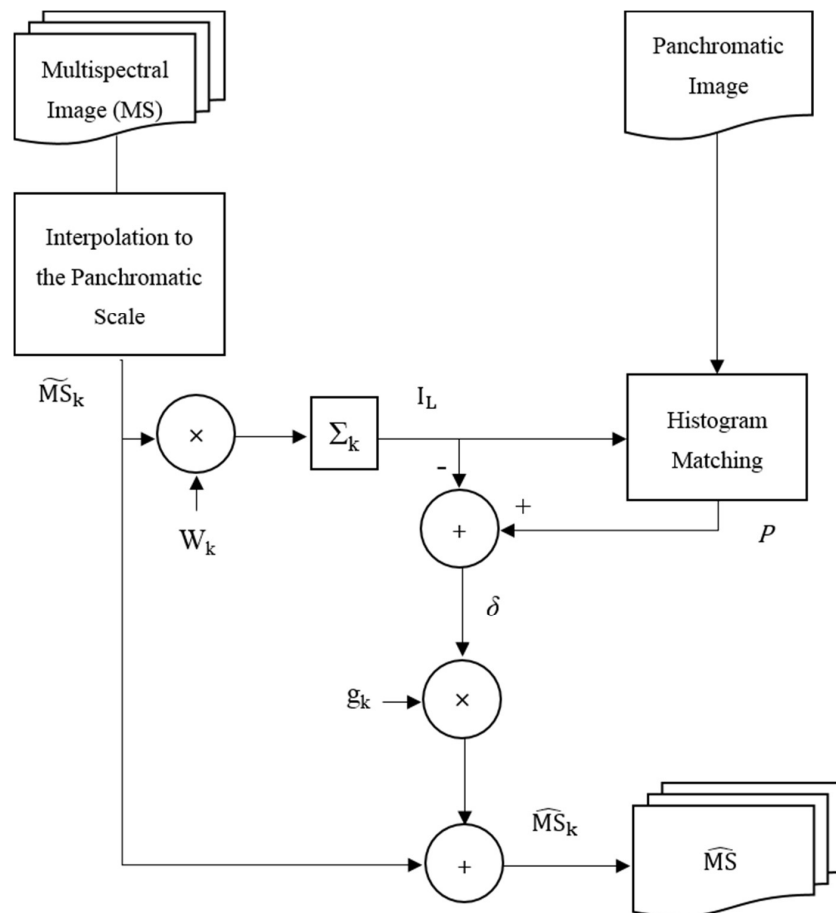 Multispectral
Image (MS)
Panchromatic
Image
Interpolation to
the Panchromatic
Scale
M͠S_k
×
W_k
Σ_k
I_L
Histogram
Matching
-
+
+
P
δ
g_k
×
+
M̂S_k
M̂S